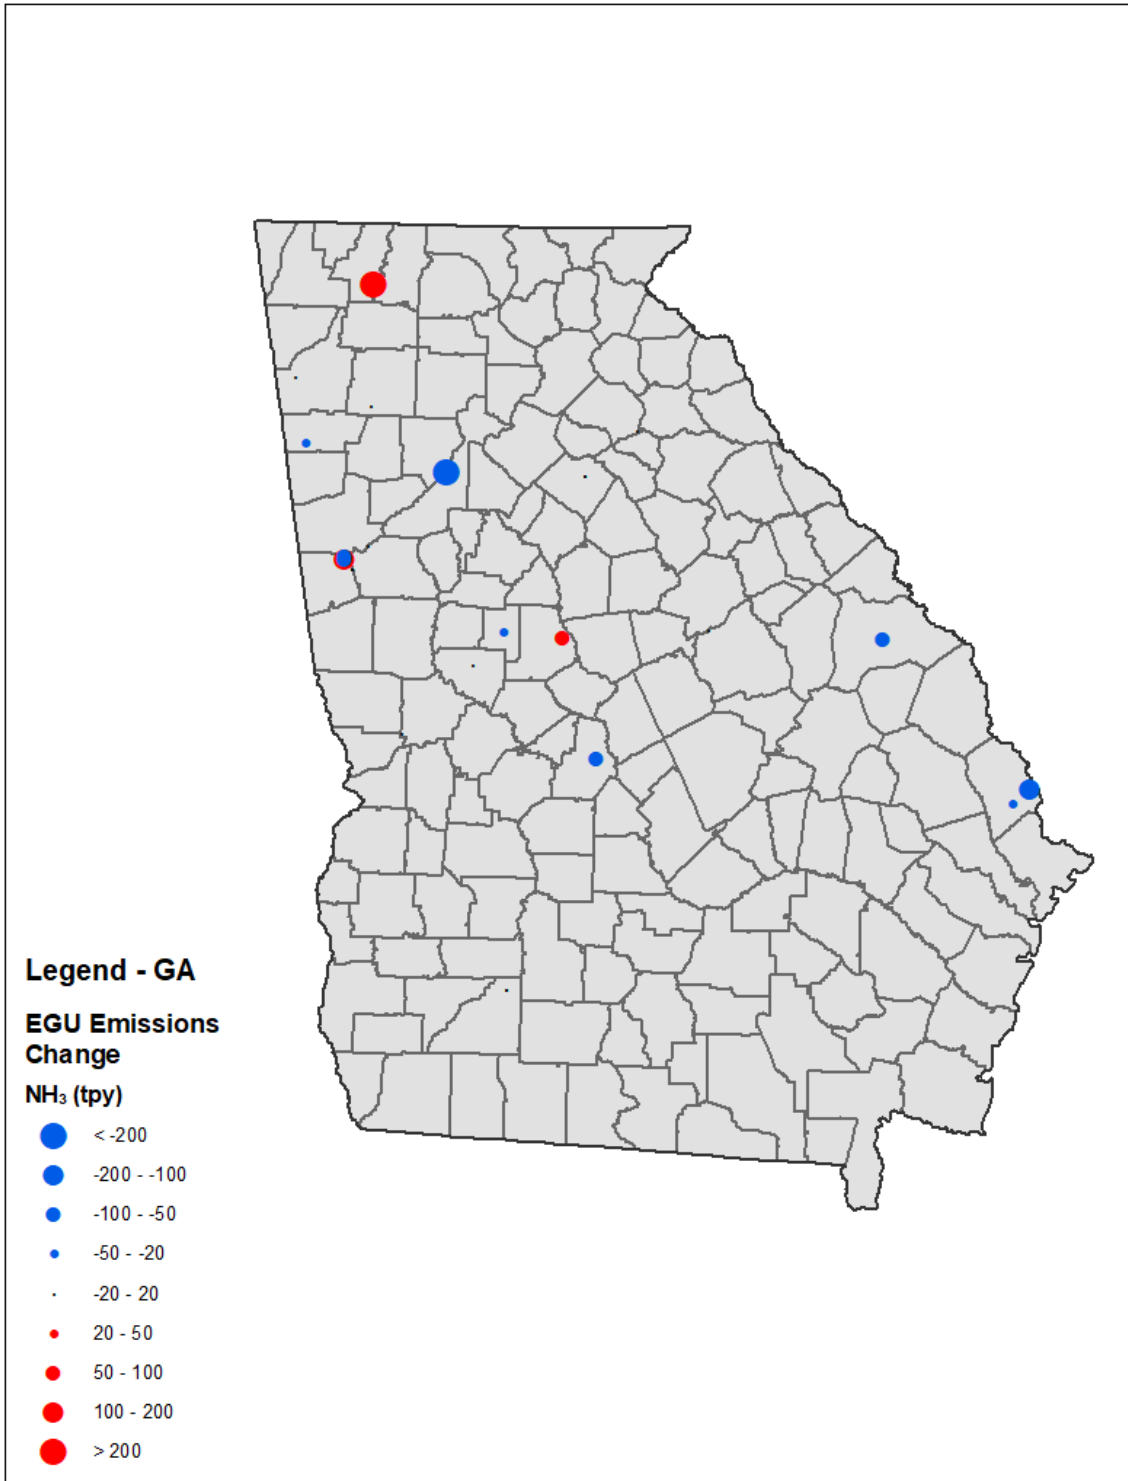 Legend - GA
EGU Emissions
Change
NH₃ (tpy)
< -200
-200 - -100
-100 - -50
-50 - -20
-20 - 20
20 - 50
50 - 100
100 - 200
> 200